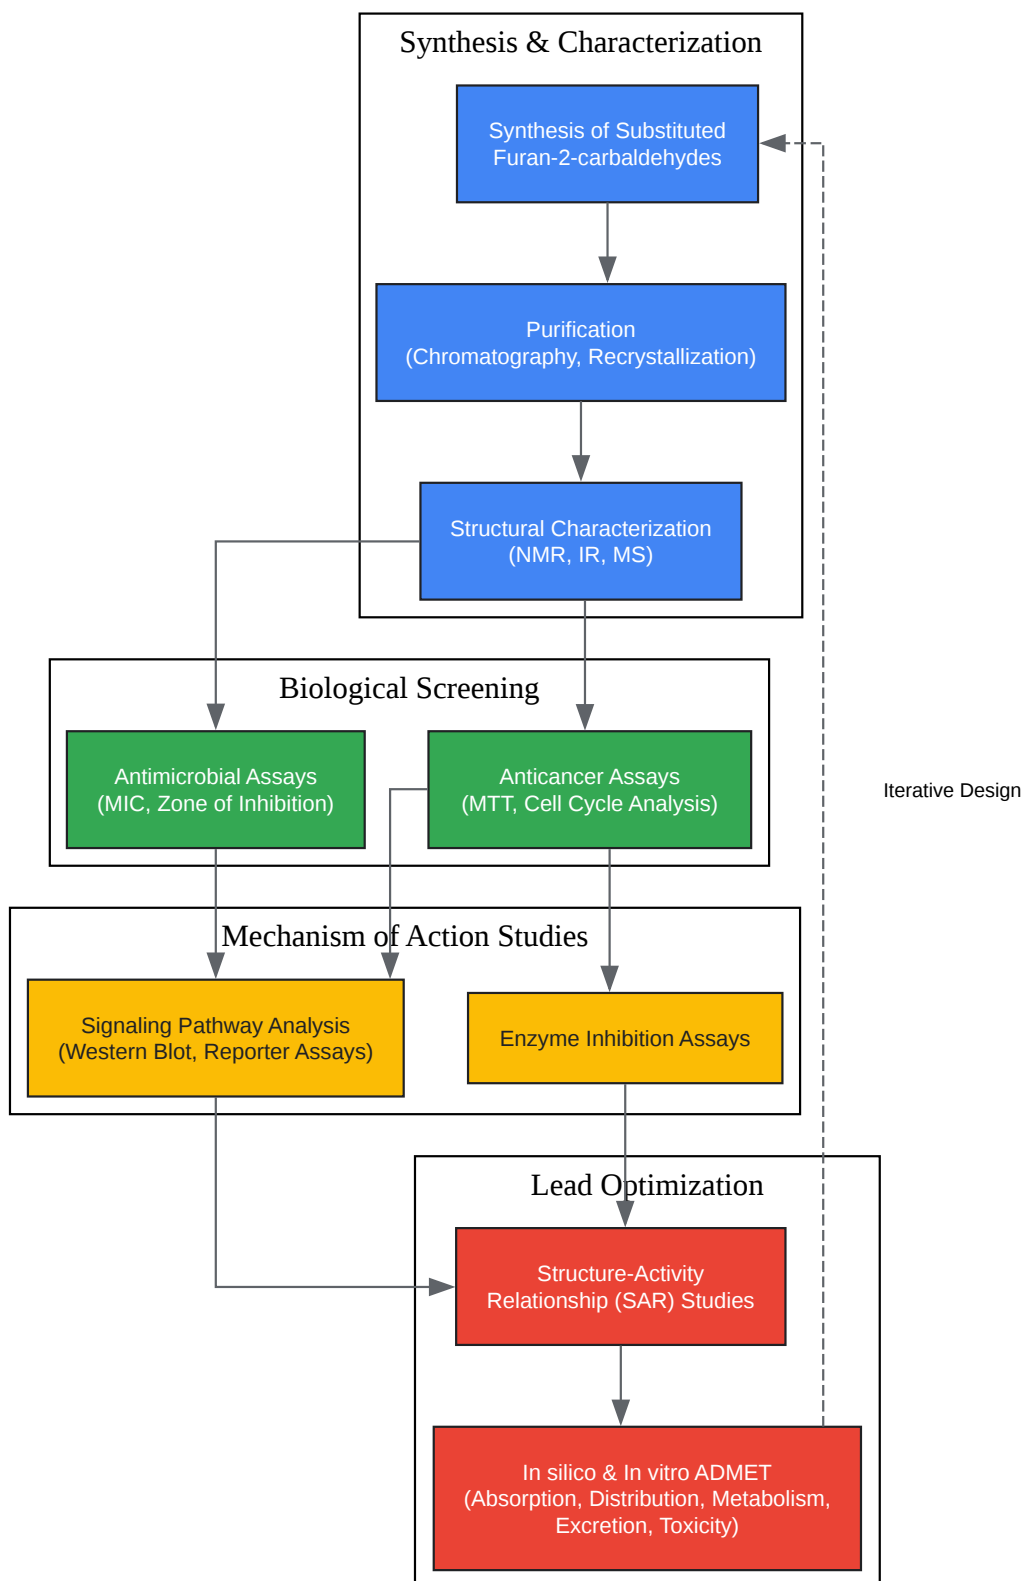 Synthesis & Characterization
Synthesis of Substituted
Furan-2-carbaldehydes
Purification
(Chromatography, Recrystallization)
Structural Characterization
(NMR, IR, MS)
Biological Screening
Antimicrobial Assays
(MIC, Zone of Inhibition)
Anticancer Assays
(MTT, Cell Cycle Analysis)
Iterative Design
Mechanism of Action Studies
Signaling Pathway Analysis
(Western Blot, Reporter Assays)
Enzyme Inhibition Assays
Lead Optimization
Structure-Activity
Relationship (SAR) Studies
In silico & In vitro ADMET
(Absorption, Distribution, Metabolism,
Excretion, Toxicity)